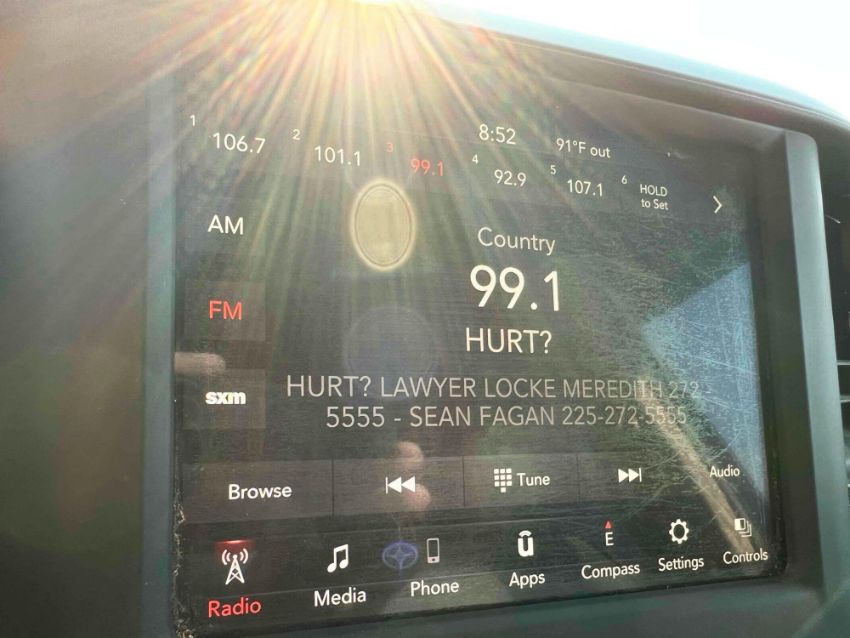 8:52 91°F out
1 106.7 2 101.1 3 99.1 4 92.9 5 107.1 6 HOLD
to Set
AM
Country
99.1
FM
HURT?
sxm
HURT? LAWYER LOCKE MEREDITH 272-
5555 - SEAN FAGAN 225-272-5555
Browse Tune Audio
E
Radio Media Phone Apps Compass Settings Controls